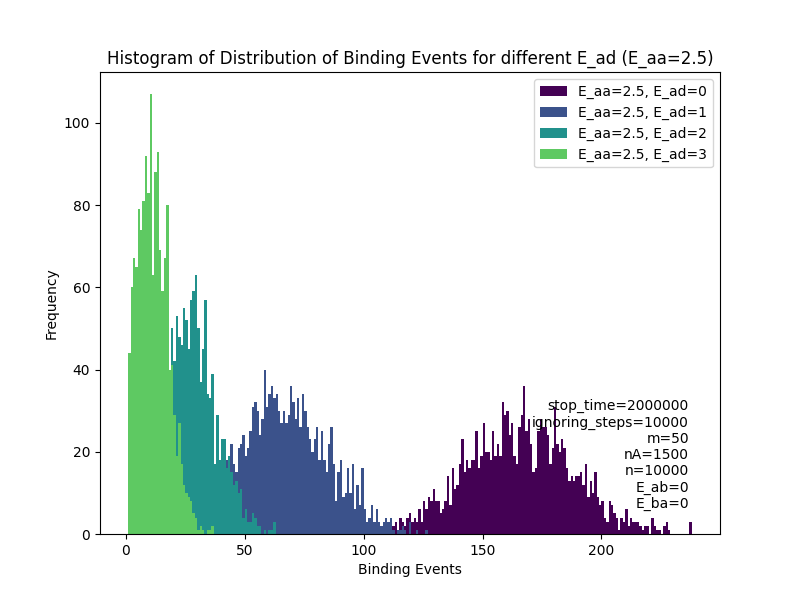 Histogram of Distribution of Binding Events for different E_ad (E_aa=2.5)
E_aa=2.5, E_ad=0
E_aa=2.5, E_ad=1
E_aa=2.5, E_ad=2
E_aa=2.5, E_ad=3
100
80
60
40
20
0
Frequency
stop_time=2000000
ignoring_steps=10000
m=50
nA=1500
n=10000
E_ab=0
E_ba=0
0 50 100 150 200
Binding Events